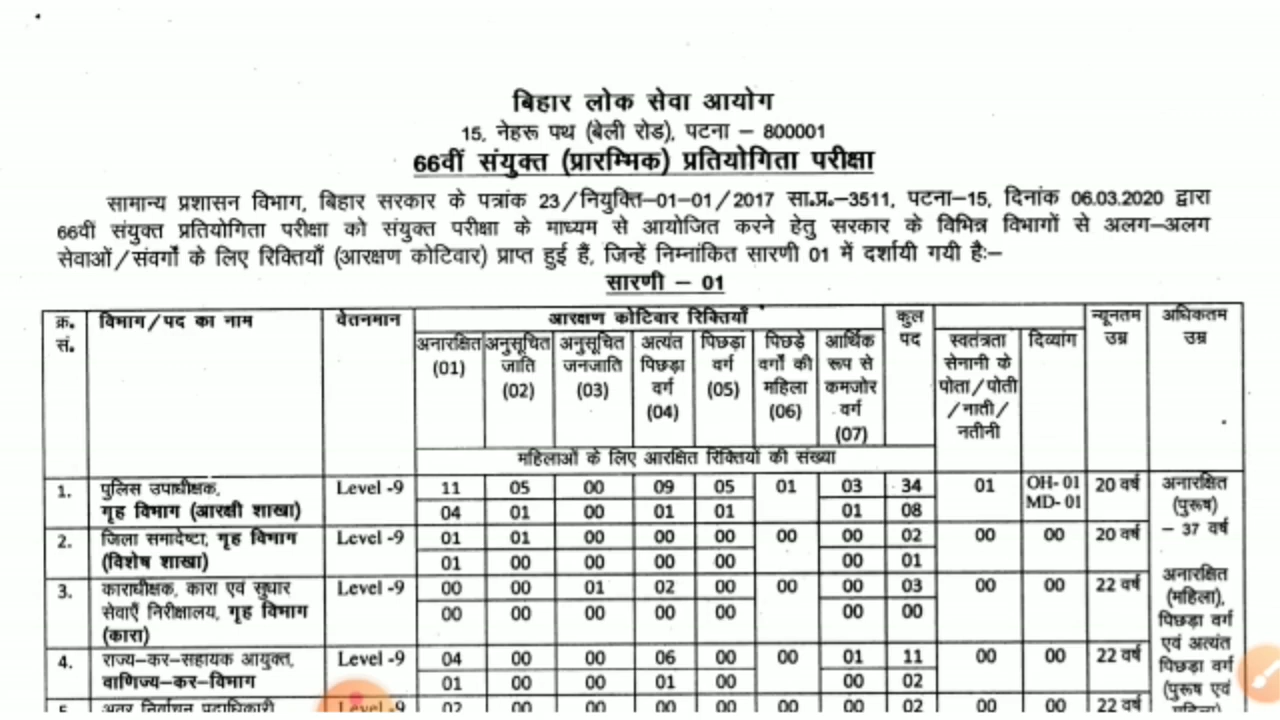 बिहार लोक सेवा आयोग
15, नेहरू पथ (बेली रोड), पटना – 800001
66वीं संयुक्त (प्रारम्भिक) प्रतियोगिता परीक्षा
सामान्य प्रशासन विभाग, बिहार सरकार के पत्रांक 23/नियुक्ति–01–01/2017 सा.प्र.–3511, पटना–15, दिनांक 06.03.2020 द्वारा
66वीं संयुक्त प्रतियोगिता परीक्षा को संयुक्त परीक्षा के माध्यम से आयोजित करने हेतु सरकार के विभिन्न विभागों से अलग–अलग
सेवाओं/संवर्गों के लिए रिक्तियाँ (आरक्षण कोटिवार) प्राप्त हुई हैं, जिन्हें निम्नांकित सारणी 01 में दर्शायी गयी है:–
सारणी – 01
क्र. सं. विभाग/पद का नाम वेतनमान आरक्षण कोटिवार रिक्तियाँ कुल पद न्यूनतम उम्र अधिकतम उम्र
अनारक्षित (01) अनुसूचित जाति (02) अनुसूचित जनजाति (03) अत्यंत पिछड़ा वर्ग (04) पिछड़ा वर्ग (05) पिछड़े वर्गों की महिला (06) आर्थिक रूप से कमजोर वर्ग (07) स्वतंत्रता सेनानी के पोता/पोती/नाती/नतीनी दिव्यांग
महिलाओं के लिए आरक्षित रिक्तियों की संख्या
1. पुलिस उपाधीक्षक, Level -9 11 05 00 09 05 01 03 34 01 OH- 01 20 वर्ष अनारक्षित
गृह विभाग (आरक्षी शाखा) 04 01 00 01 01 01 08 MD- 01 (पुरूष)
2. जिला समादेष्टा, गृह विभाग Level -9 01 01 00 00 00 00 00 02 00 00 20 वर्ष – 37 वर्ष
(विशेष शाखा) 01 00 00 00 00 00 01
3. काराधीक्षक, कारा एवं सुधार Level -9 00 00 01 02 00 00 00 03 00 00 22 वर्ष अनारक्षित
सेवाएँ निरीक्षालय, गृह विभाग 00 00 00 00 00 00 00 (महिला),
(कारा) पिछड़ा वर्ग
4. राज्य–कर–सहायक आयुक्त, Level -9 04 00 00 06 00 00 01 11 00 00 22 वर्ष एवं अत्यंत पिछड़ा वर्ग
वाणिज्य–कर–विभाग 01 00 00 01 00 00 02 (पुरूष एवं
5. अवर निर्वाचन पदाधिकारी Level -9 02 00 00 00 00 00 00 02 00 00 22 वर्ष महिला)